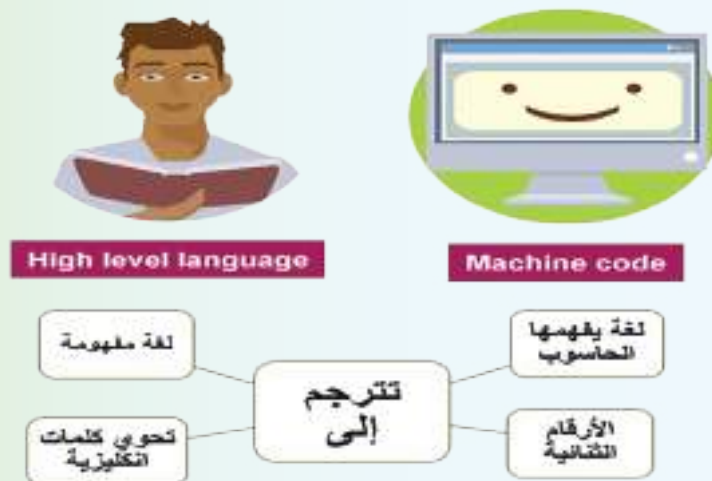 High level language
Machine code
لغة مفهومة
لغة يفهمها
الحاسوب
تترجم
إلى
تحوي كلمات
انكليزية
الأرقام
الثنائية